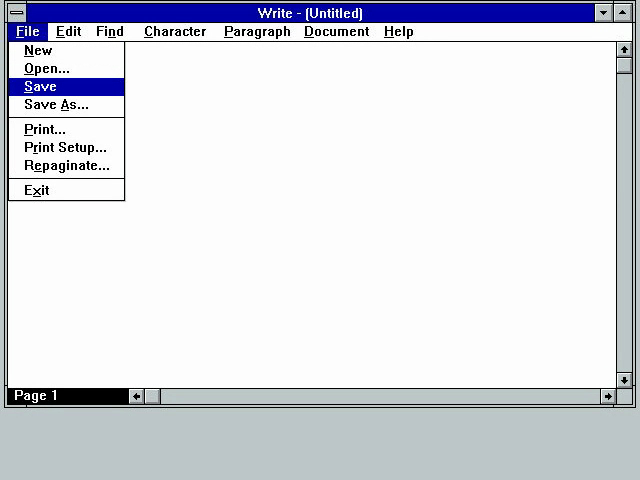 Write - (Untitled)
File Edit Find Character Paragraph Document Help
New
Open...
Save
Save As...
Print...
Print Setup...
Repaginate...
Exit
Page 1